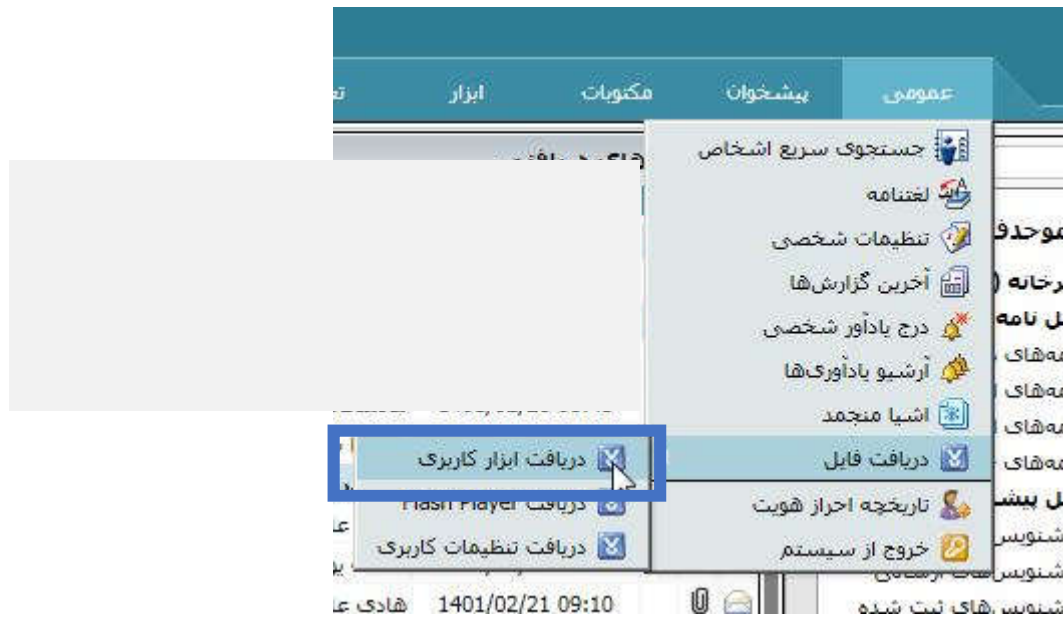 عمومی پیشخوان مکتوبات ابزار
جستجوی سریع اشخاص
لغتنامه
تنظیمات شخصی
آخرین گزارش‌ها
درج یادآور شخصی
آرشیو یادآوری‌ها
اشیا منجمد
دریافت فایل
تاریخچه احراز هویت
خروج از سیستم
دریافت ابزار کاربری
دریافت Flash Player
دریافت تنظیمات کاربری
1401/02/21 09:10 هادی
ثبت شده